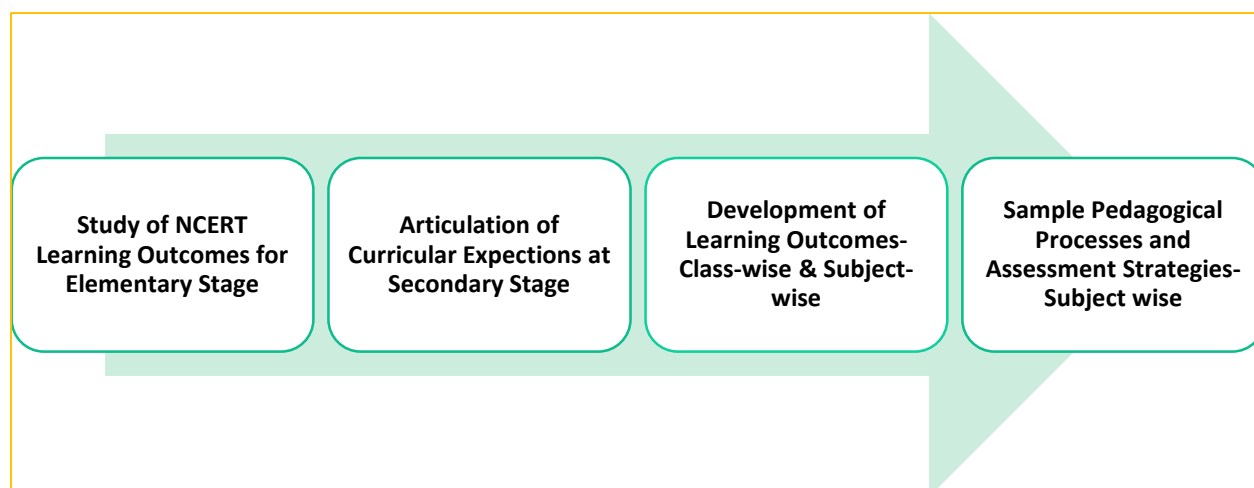 Study of NCERT
Learning Outcomes for
Elementary Stage
Articulation of
Curricular Expections at
Secondary Stage
Development of
Learning Outcomes-
Class-wise & Subject-
wise
Sample Pedagogical
Processes and
Assessment Strategies-
Subject wise